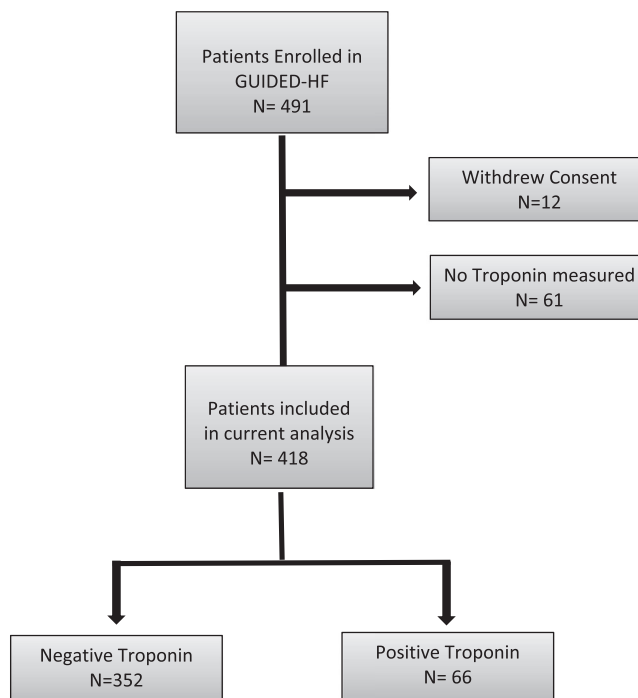 Patients Enrolled in
GUIDED-HF
N= 491
Withdrew Consent
N=12
No Troponin measured
N= 61
Patients included
in current analysis
N= 418
Negative Troponin
N=352
Positive Troponin
N= 66